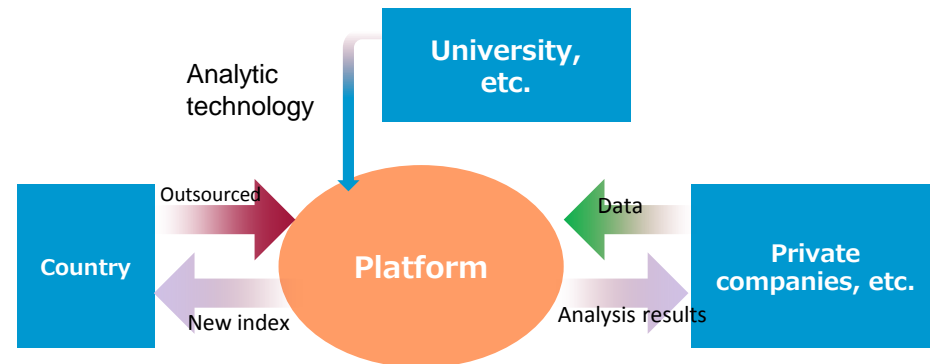 University,
etc.
Analytic
technology
Outsourced
Data
Country
Platform
Private
companies, etc.
New index
Analysis results